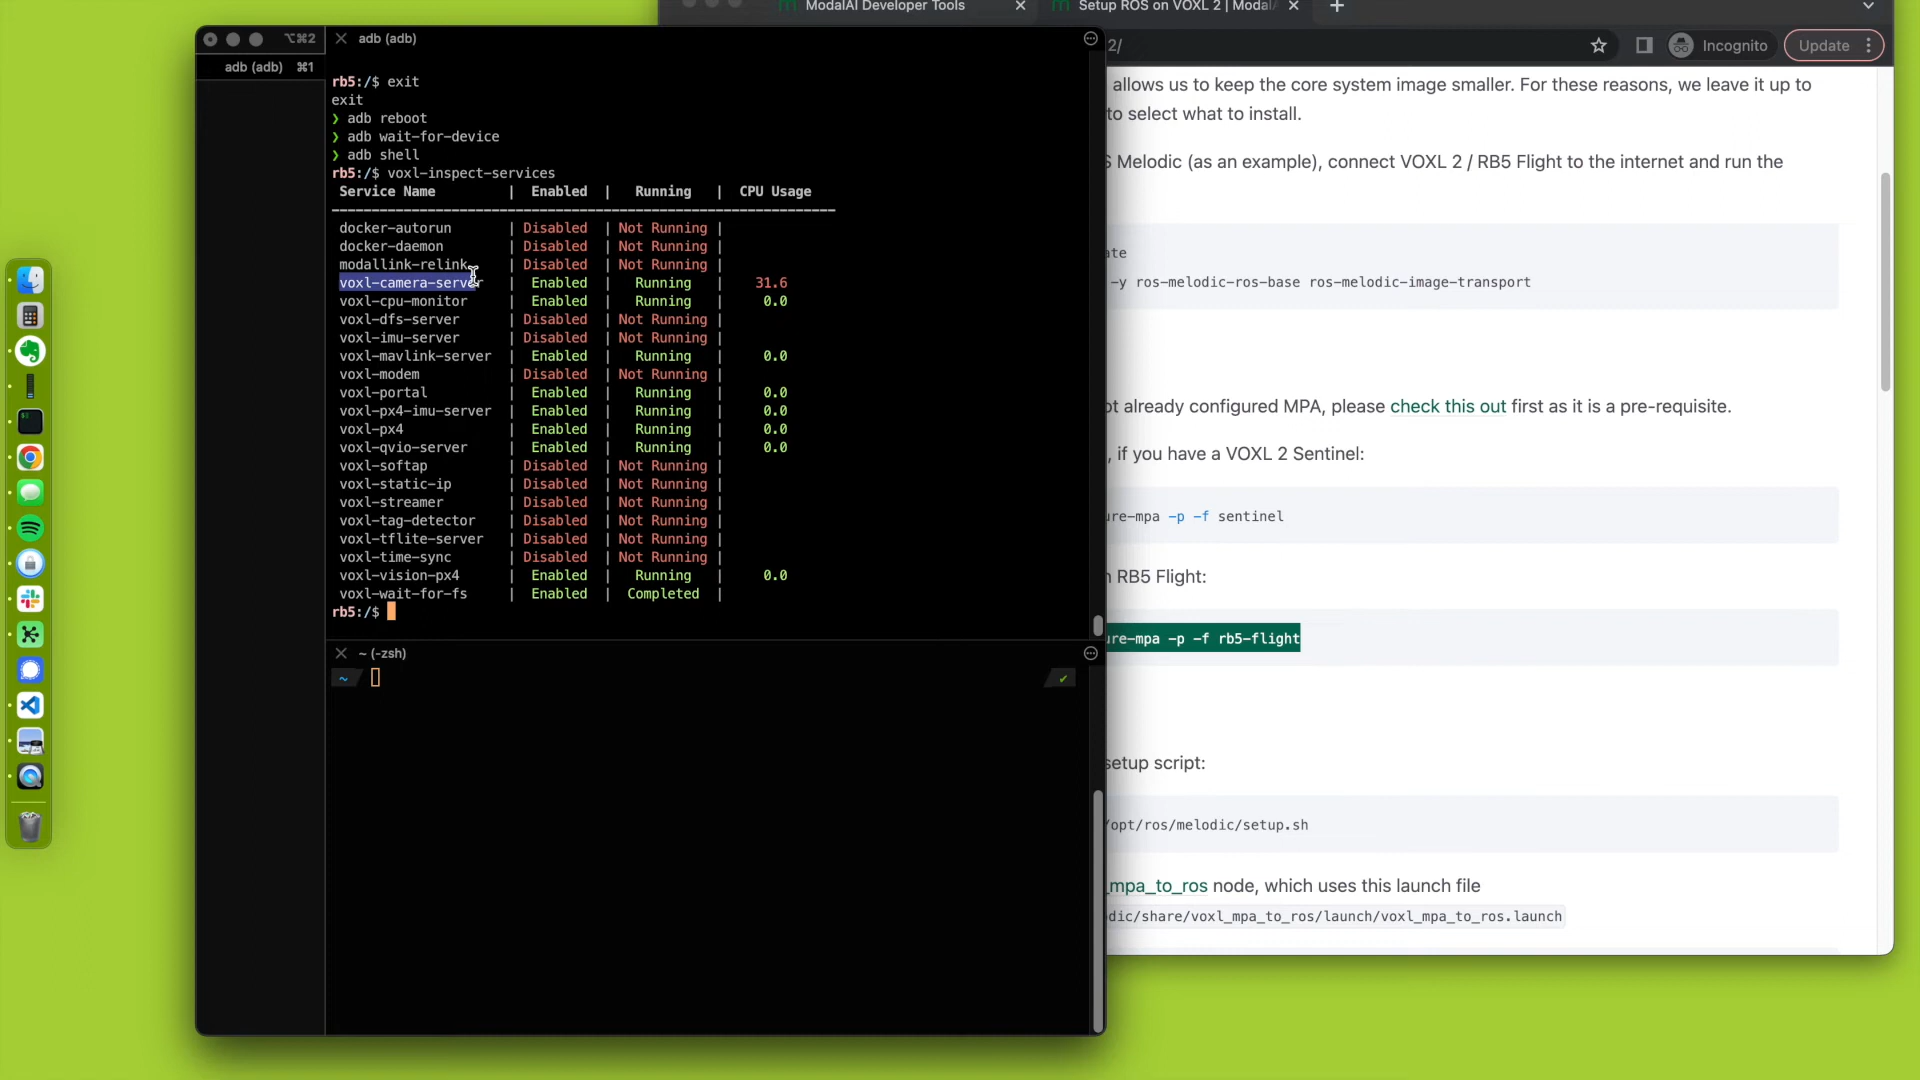 ⌥⌘2
adb (adb) ⌘1
adb (adb)
rb5:/$ exit
exit
❯ adb reboot
❯ adb wait-for-device
❯ adb shell
rb5:/$ voxl-inspect-services
Service Name | Enabled | Running | CPU Usage
docker-autorun | Disabled | Not Running |
docker-daemon | Disabled | Not Running |
modallink-relink | Disabled | Not Running |
voxl-camera-server | Enabled | Running | 31.6
voxl-cpu-monitor | Enabled | Running | 0.0
voxl-dfs-server | Disabled | Not Running |
voxl-imu-server | Disabled | Not Running |
voxl-mavlink-server | Enabled | Running | 0.0
voxl-modem | Disabled | Not Running |
voxl-portal | Enabled | Running | 0.0
voxl-px4-imu-server | Enabled | Running | 0.0
voxl-px4 | Enabled | Running | 0.0
voxl-qvio-server | Enabled | Running | 0.0
voxl-softap | Disabled | Not Running |
voxl-static-ip | Disabled | Not Running |
voxl-streamer | Disabled | Not Running |
voxl-tag-detector | Disabled | Not Running |
voxl-tflite-server | Disabled | Not Running |
voxl-time-sync | Disabled | Not Running |
voxl-vision-px4 | Enabled | Running | 0.0
voxl-wait-for-fs | Enabled | Completed |
rb5:/$
~ (-zsh)
~
ModalAI Developer Tools
Setup ROS on VOXL 2 | ModalA
2/
Incognito
Update
allows us to keep the core system image smaller. For these reasons, we leave it up to
to select what to install.
S Melodic (as an example), connect VOXL 2 / RB5 Flight to the internet and run the
ate
-y ros-melodic-ros-base ros-melodic-image-transport
ot already configured MPA, please check this out first as it is a pre-requisite.
, if you have a VOXL 2 Sentinel:
ure-mpa -p -f sentinel
n RB5 Flight:
ure-mpa -p -f rb5-flight
setup script:
/opt/ros/melodic/setup.sh
_mpa_to_ros node, which uses this launch file
dic/share/voxl_mpa_to_ros/launch/voxl_mpa_to_ros.launch